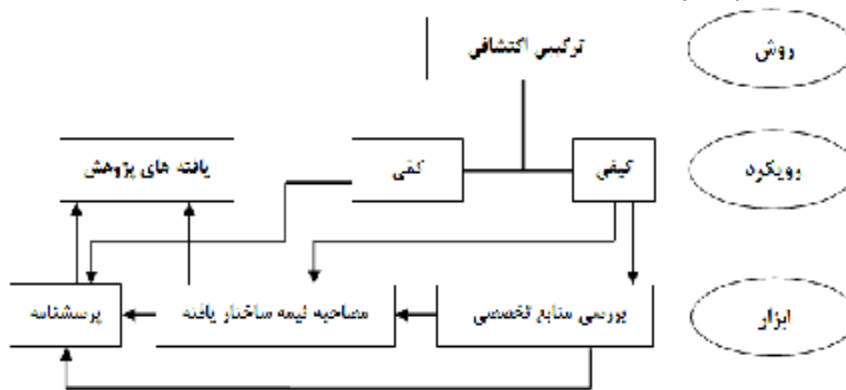 روش
ترکیبی اکتشافی
رویکرد
کیفی
کمی
یافته های پژوهش
ابزار
بررسی منابع تخصصی
مصاحبه نیمه ساختار یافته
پرسشنامه